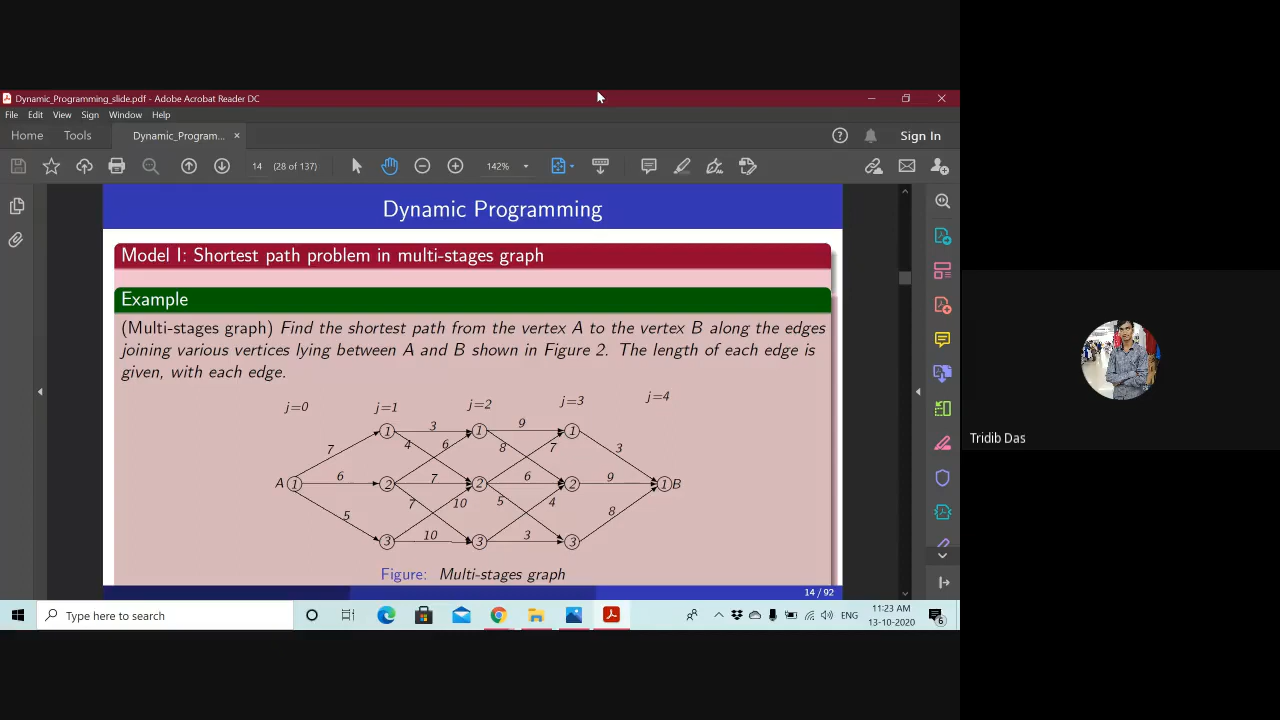 Dynamic_Programming_slide.pdf - Adobe Acrobat Reader DC
File Edit View Sign Window Help
Home Tools Dynamic_Program... × Sign In
14 (28 of 137) 142%
Dynamic Programming
Model I: Shortest path problem in multi-stages graph
Example
(Multi-stages graph) Find the shortest path from the vertex A to the vertex B along the edges
joining various vertices lying between A and B shown in Figure 2. The length of each edge is
given, with each edge.
j=0 j=1 j=2 j=3 j=4
1 3 1 9 1
7 4 6 8 7 3
A 1 6 2 7 2 6 2 9 1 B
5 7 10 5 4 8
3 10 3 3 3
Figure: Multi-stages graph
14 / 92
Tridib Das
Type here to search
ENG
11:23 AM
13-10-2020
6